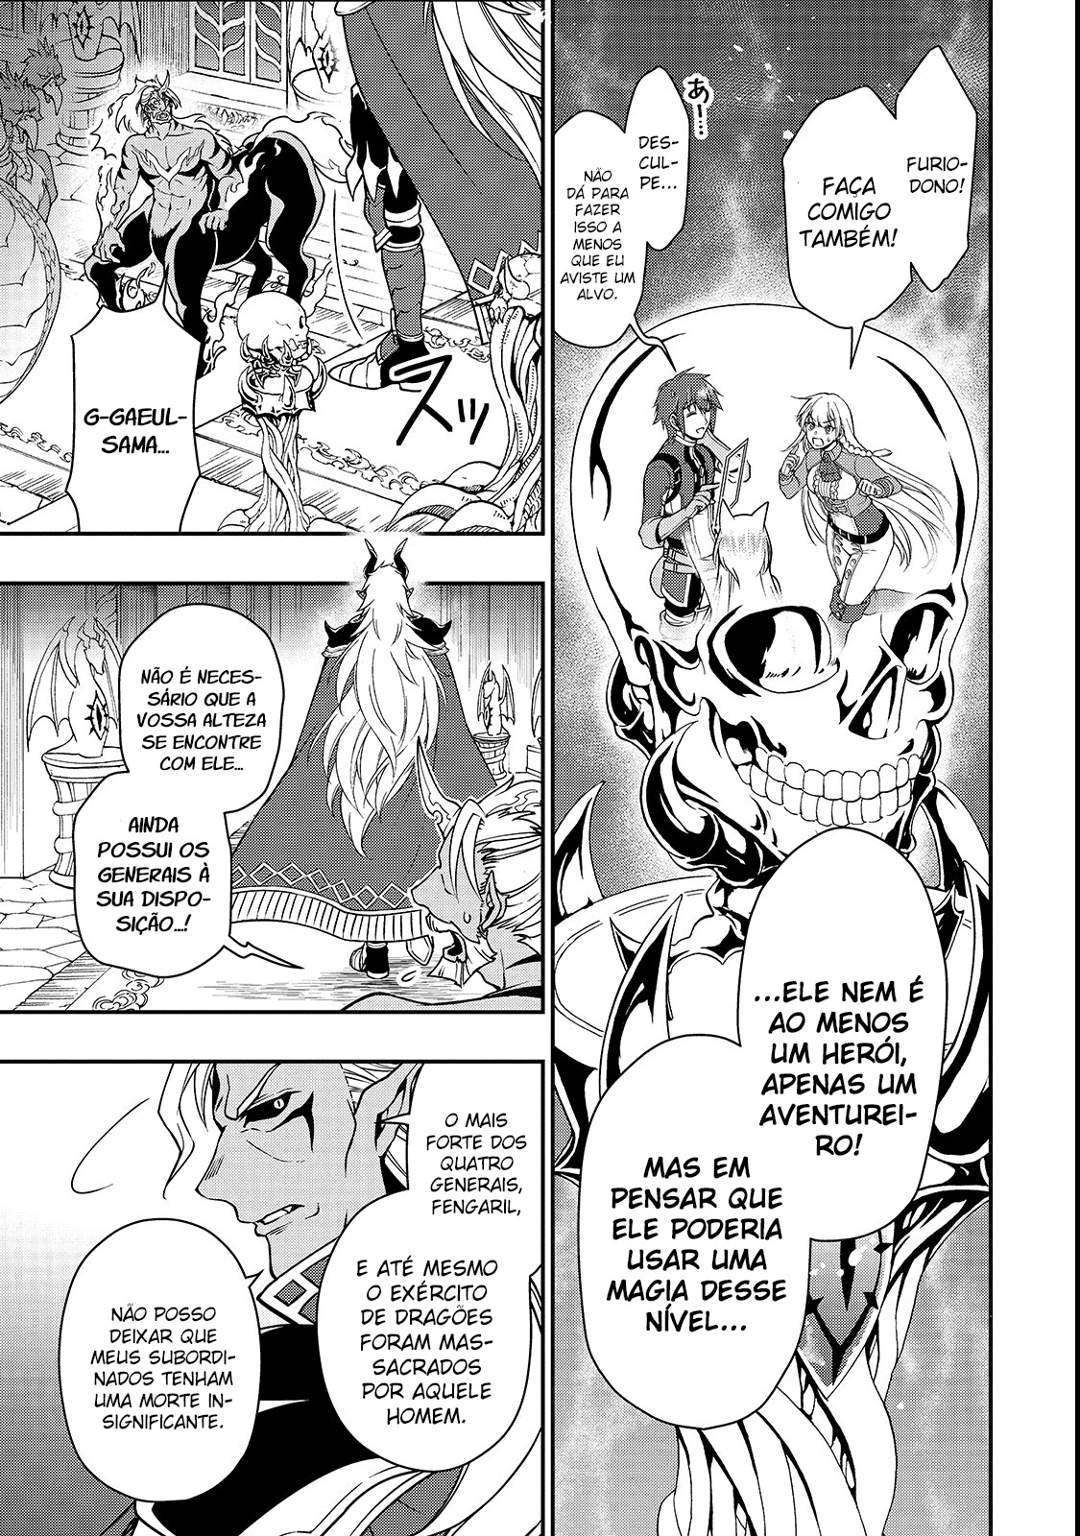 FURIO-
DONO!
FAÇA
COMIGO
TAMBÉM!
あー…
DES-
CUL-
PE...
NÃO
DÁ PARA
FAZER
ISSO A
MENOS
QUE EU
AVISTE UM
ALVO.
...ELE NEM É
AO MENOS
UM HERÓI,
APENAS UM
AVENTUREI-
RO!
MAS EM
PENSAR QUE
ELE PODERIA
USAR UMA
MAGIA DESSE
NÍVEL...
スッ
G-GAEUL-
SAMA...
NÃO É NECES-
SÁRIO QUE A
VOSSA ALTEZA
SE ENCONTRE
COM ELE...
AINDA
POSSUI OS
GENERAIS À
SUA DISPO-
SIÇÃO...!
O MAIS
FORTE DOS
QUATRO
GENERAIS,
FENGARIL,
E ATÉ MESMO
O EXÉRCITO
DE DRAGÕES
FORAM MAS-
SACRADOS
POR AQUELE
HOMEM.
NÃO POSSO
DEIXAR QUE
MEUS SUBORDI-
NADOS TENHAM
UMA MORTE IN-
SIGNIFICANTE.